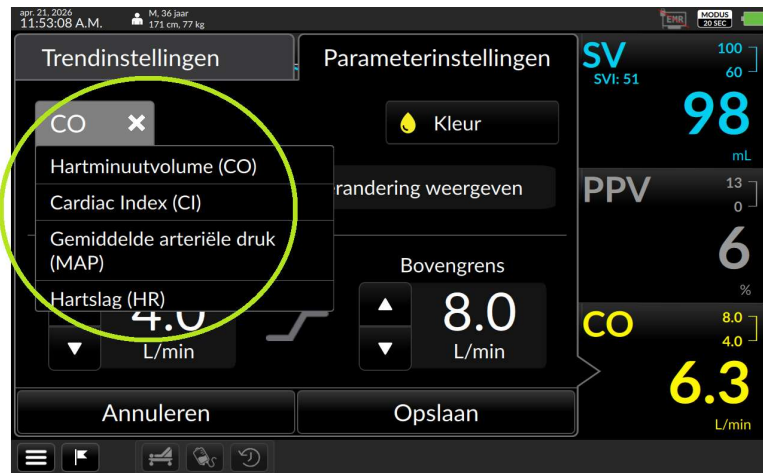 apr. 21, 2026
11:53:08 A.M.
M, 36 jaar
171 cm, 77 kg
EMR
MODUS
20 SEC
Trendinstellingen
Parameterinstellingen
CO
Kleur
Hartminuutvolume (CO)
Cardiac Index (CI)
Gemiddelde arteriële druk
(MAP)
Hartslag (HR)
erandering weergeven
Bovengrens
4.0
L/min
8.0
L/min
Annuleren
Opslaan
SV
SVI: 51
100
60
98
mL
PPV
13
0
6
%
CO
8.0
4.0
6.3
L/min